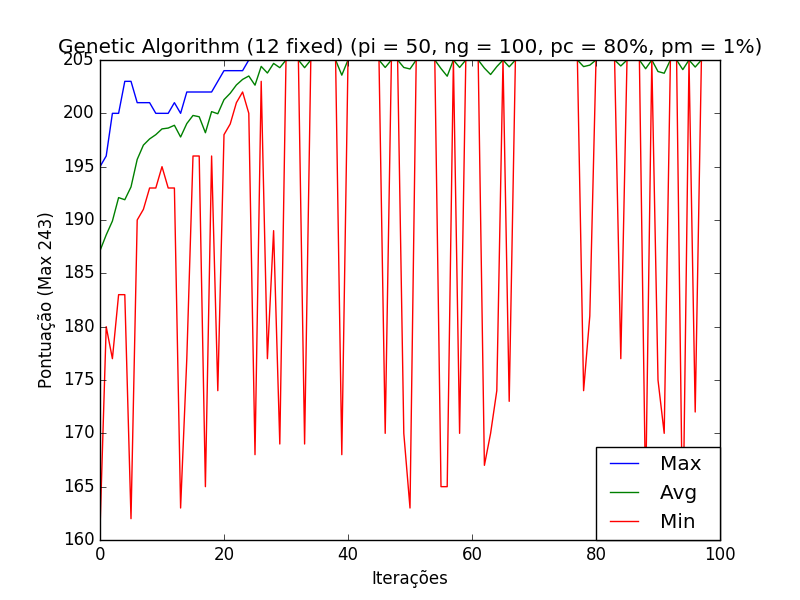 Genetic Algorithm (12 fixed) (pi = 50, ng = 100, pc = 80%, pm = 1%)
205
200
195
190
185
180
175
170
165
160
Pontuação (Max 243)
Max
Avg
Min
0 20 40 60 80 100
Iterações